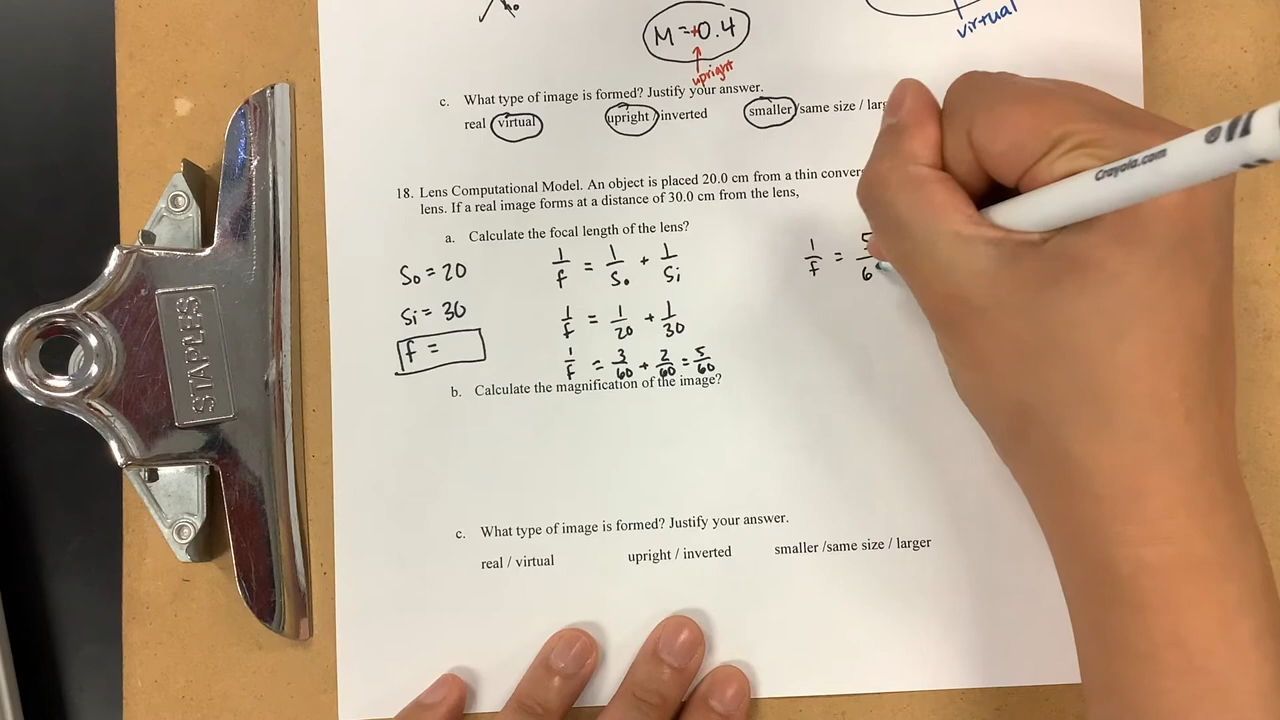 M = +0.4
virtual
upright
c. What type of image is formed? Justify your answer.
real virtual upright / inverted smaller /same size /
18. Lens Computational Model. An object is placed 20.0 cm from a thin
lens. If a real image forms at a distance of 30.0 cm from the lens,
a. Calculate the focal length of the lens?
So = 20
1/f = 1/So + 1/Si
1/f = 5/6
Si = 30
1/f = 1/20 + 1/30
f =
1/f = 3/60 + 2/60 = 5/60
b. Calculate the magnification of the image?
c. What type of image is formed? Justify your answer.
real / virtual upright / inverted smaller /same size / larger
STAPLES
Crayola.com